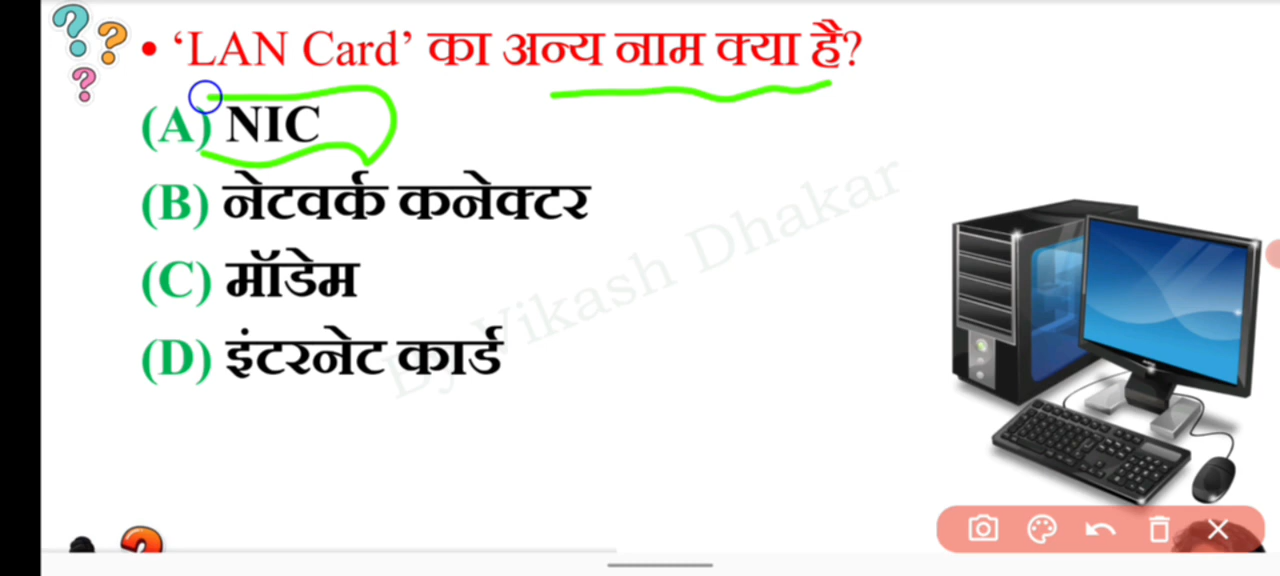 • ‘LAN Card’ का अन्य नाम क्या है?
(A) NIC
(B) नेटवर्क कनेक्टर
(C) मॉडेम
(D) इंटरनेट कार्ड
By Vikash Dhakar